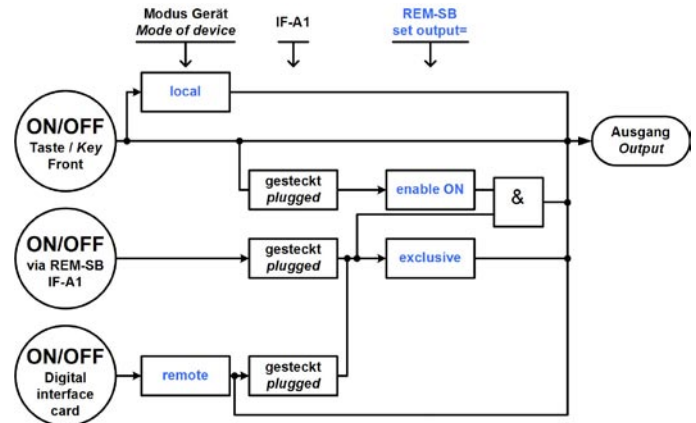 Modus Gerät
Mode of device
IF-A1
REM-SB
set output=
local
ON/OFF
Taste / Key
Front
Ausgang
Output
gesteckt
plugged
enable ON
&
ON/OFF
via REM-SB
IF-A1
gesteckt
plugged
exclusive
ON/OFF
Digital
interface
card
remote
gesteckt
plugged